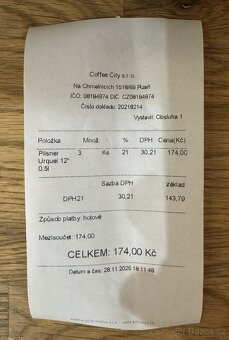 Coffee City s.r.o
Na Chmelnicích 1518/69 Plzeň
IČO: 08194874 DIČ: CZ08194874
Číslo dokladu: 20218214
Vystavil: Obsluha 1
Položka Množ. % DPH Cena(Kč)
Pilsner 3 Ks 21 30,21 174,00
Urquel 12°
0,5l
Sazba DPH základ
DPH21 30,21 143,79
Způsob platby: hotově
Mezisoučet: 174,00
CELKEM: 174,00 Kč
Datum a čas: 28.11.2025 18:11:49